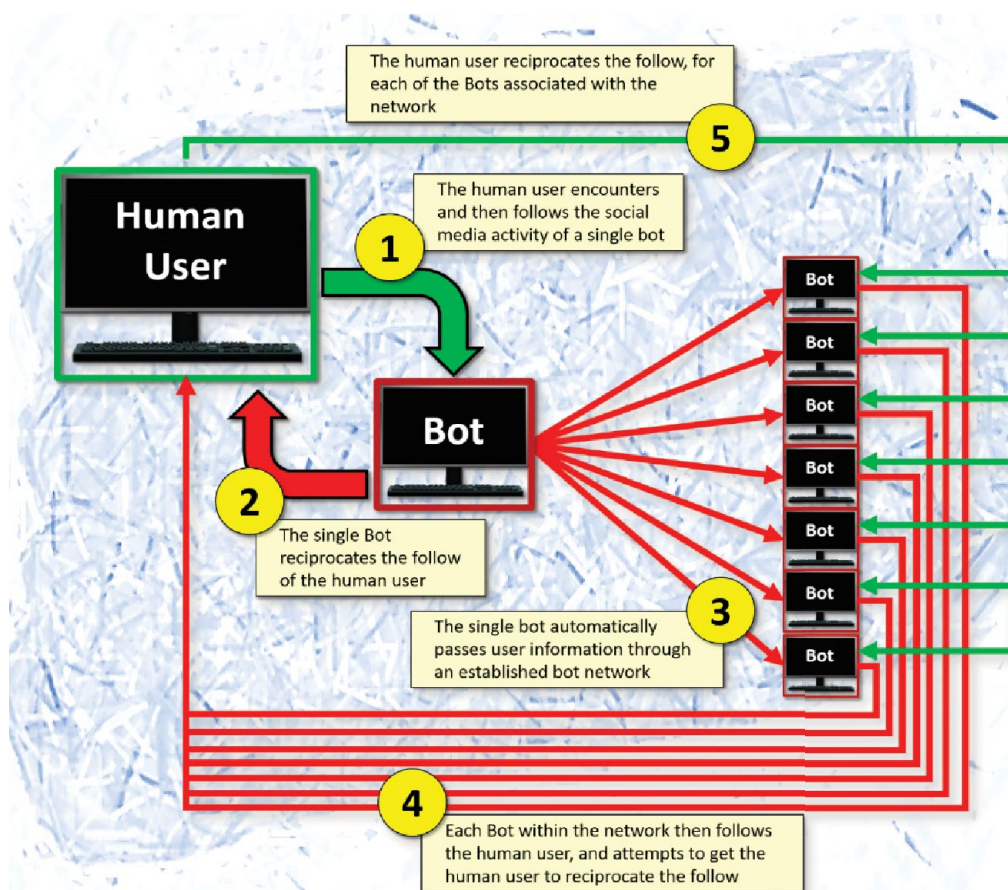 The human user reciprocates the follow, for
each of the Bots associated with the
network
5
Human
User
The human user encounters
and then follows the social
media activity of a single bot
1
Bot
Bot
Bot
Bot
Bot
Bot
Bot
Bot
2
The single Bot
reciprocates the follow
of the human user
3
The single bot automatically
passes user information through
an established bot network
4
Each Bot within the network then follows
the human user, and attempts to get the
human user to reciprocate the follow